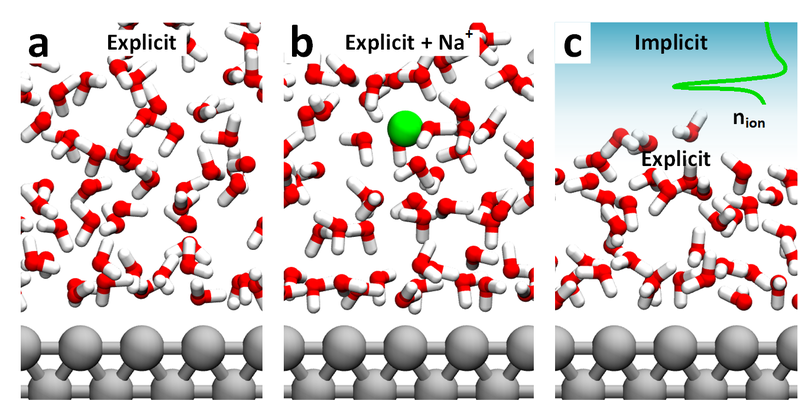 a
Explicit
b
Explicit + Na⁺
c
Implicit
nᵢₒₙ
Explicit